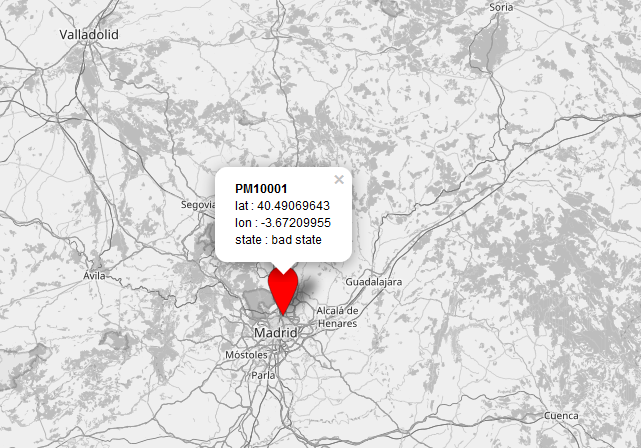 Soria
Valladolid
×
PM10001
lat : 40.49069643
lon : -3.67209955
state : bad state
Segovia
Ávila
Guadalajara
Alcalá de
Henares
Madrid
Móstoles
Parla
Cuenca